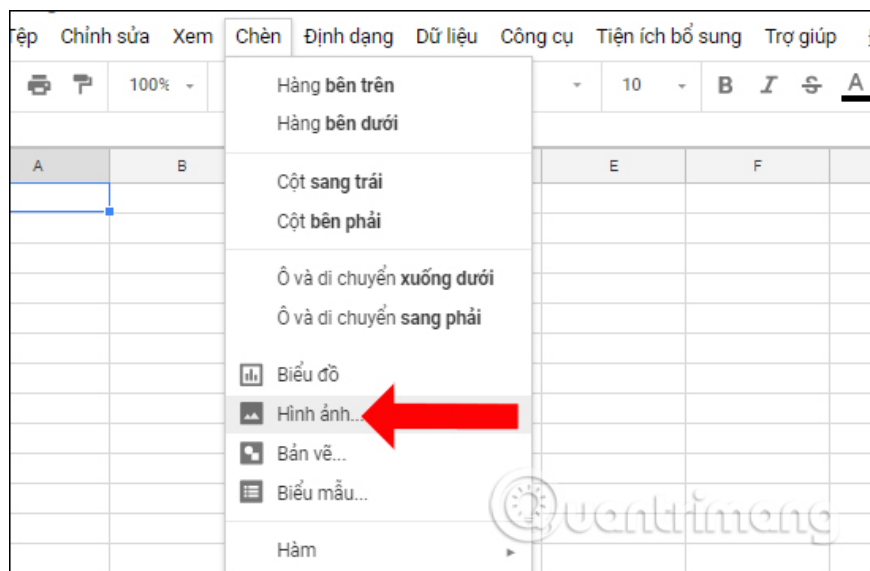 Tệp Chỉnh sửa Xem Chèn Định dạng Dữ liệu Công cụ Tiện ích bổ sung Trợ giúp
100% 10 B I S A
Hàng bên trên
Hàng bên dưới
A B E F
Cột sang trái
Cột bên phải
Ô và di chuyển xuống dưới
Ô và di chuyển sang phải
Biểu đồ
Hình ảnh...
Bản vẽ...
Biểu mẫu...
Quantrimang
Hàm